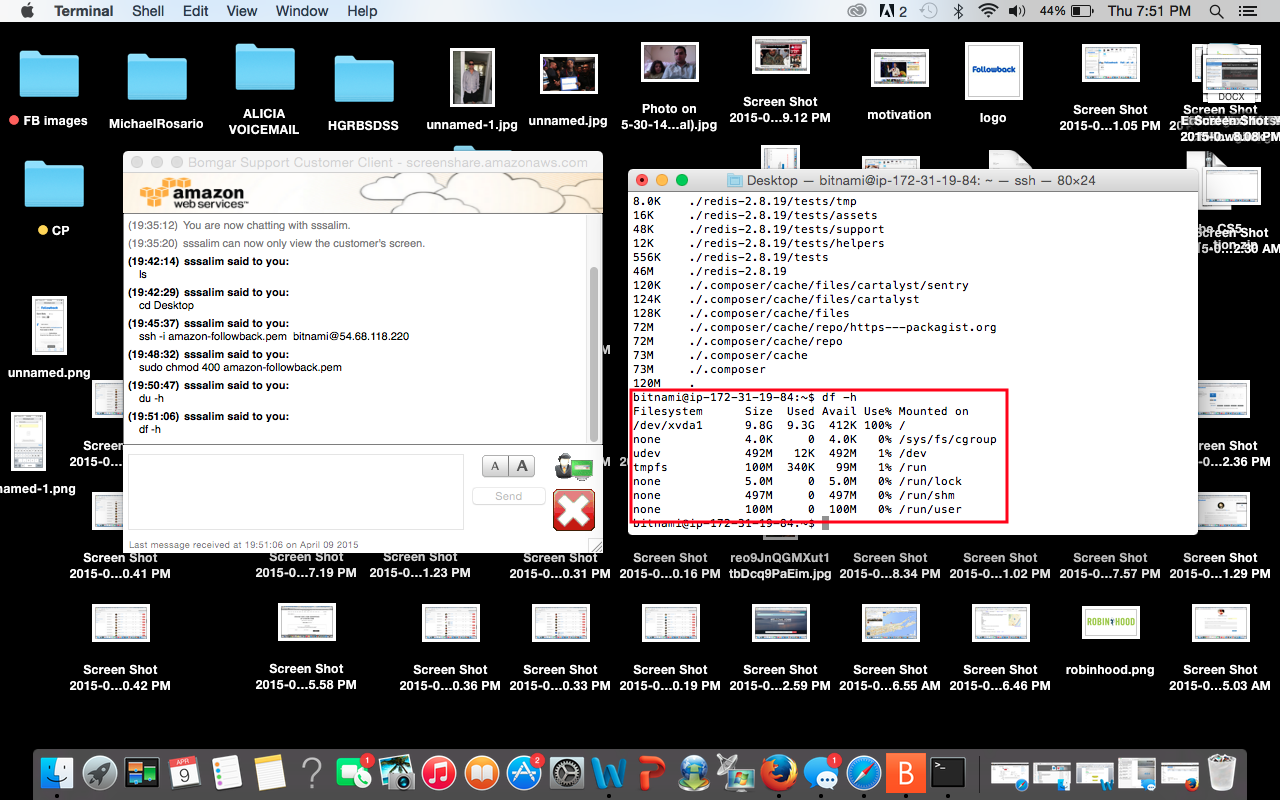 Terminal Shell Edit View Window Help
2 44% Thu 7:51 PM
FB images
MichaelRosario
ALICIA
VOICEMAIL
HGRBSDSS
unnamed-1.jpg
unnamed.jpg
Photo on
5-30-14...al).jpg
Screen Shot
2015-0...9.12 PM
motivation
Followback
logo
Screen Shot
2015-0...1.05 PM
DOCX
CP
unnamed.png
Bomgar Support Customer Client - screenshare.amazonaws.com
amazon
web services™
(19:35:12) You are now chatting with sssalim.
(19:35:20) sssalim can now only view the customer's screen.
(19:42:14) sssalim said to you:
ls
(19:42:29) sssalim said to you:
cd Desktop
(19:45:37) sssalim said to you:
ssh -i amazon-followback.pem bitnami@54.68.118.220
(19:48:32) sssalim said to you:
sudo chmod 400 amazon-followback.pem
(19:50:47) sssalim said to you:
du -h
(19:51:06) sssalim said to you:
df -h
A A
Send
Last message received at 19:51:06 on April 09 2015
Desktop — bitnami@ip-172-31-19-84: ~ — ssh — 80×24
8.0K ./redis-2.8.19/tests/tmp
16K ./redis-2.8.19/tests/assets
48K ./redis-2.8.19/tests/support
12K ./redis-2.8.19/tests/helpers
556K ./redis-2.8.19/tests
46M ./redis-2.8.19
120K ./.composer/cache/files/cartalyst/sentry
124K ./.composer/cache/files/cartalyst
128K ./.composer/cache/files
72M ./.composer/cache/repo/https---packagist.org
72M ./.composer/cache/repo
73M ./.composer/cache
73M ./.composer
120M .
bitnami@ip-172-31-19-84:~$ df -h
Filesystem Size Used Avail Use% Mounted on
/dev/xvda1 9.8G 9.3G 412K 100% /
none 4.0K 0 4.0K 0% /sys/fs/cgroup
udev 492M 12K 492M 1% /dev
tmpfs 100M 340K 99M 1% /run
none 5.0M 0 5.0M 0% /run/lock
none 497M 0 497M 0% /run/shm
none 100M 0 100M 0% /run/user
bitnami@ip-172-31-19-84:~$
named-1.png
...2.36 PM
Screen Shot
2015-0...0.41 PM
Screen Shot
2015-0...7.19 PM
Screen Shot
2015-0...1.23 PM
Screen Shot
2015-0...0.31 PM
Screen Shot
2015-0...0.16 PM
reo9JnQGMXut1
tbDcq9PaEim.jpg
Screen Shot
2015-0...8.34 PM
Screen Shot
2015-0...1.02 PM
Screen Shot
2015-0...7.57 PM
Screen Shot
2015-0...1.29 PM
Screen Shot
2015-0...0.42 PM
Screen Shot
2015-0...5.58 PM
Screen Shot
2015-0...0.36 PM
Screen Shot
2015-0...0.33 PM
Screen Shot
2015-0...0.19 PM
Screen Shot
2015-0...2.59 PM
Screen Shot
2015-0...6.55 AM
Screen Shot
2015-0...6.46 PM
ROBINHOOD
robinhood.png
Screen Shot
2015-0...5.03 AM
APR
9
1
2
1
B